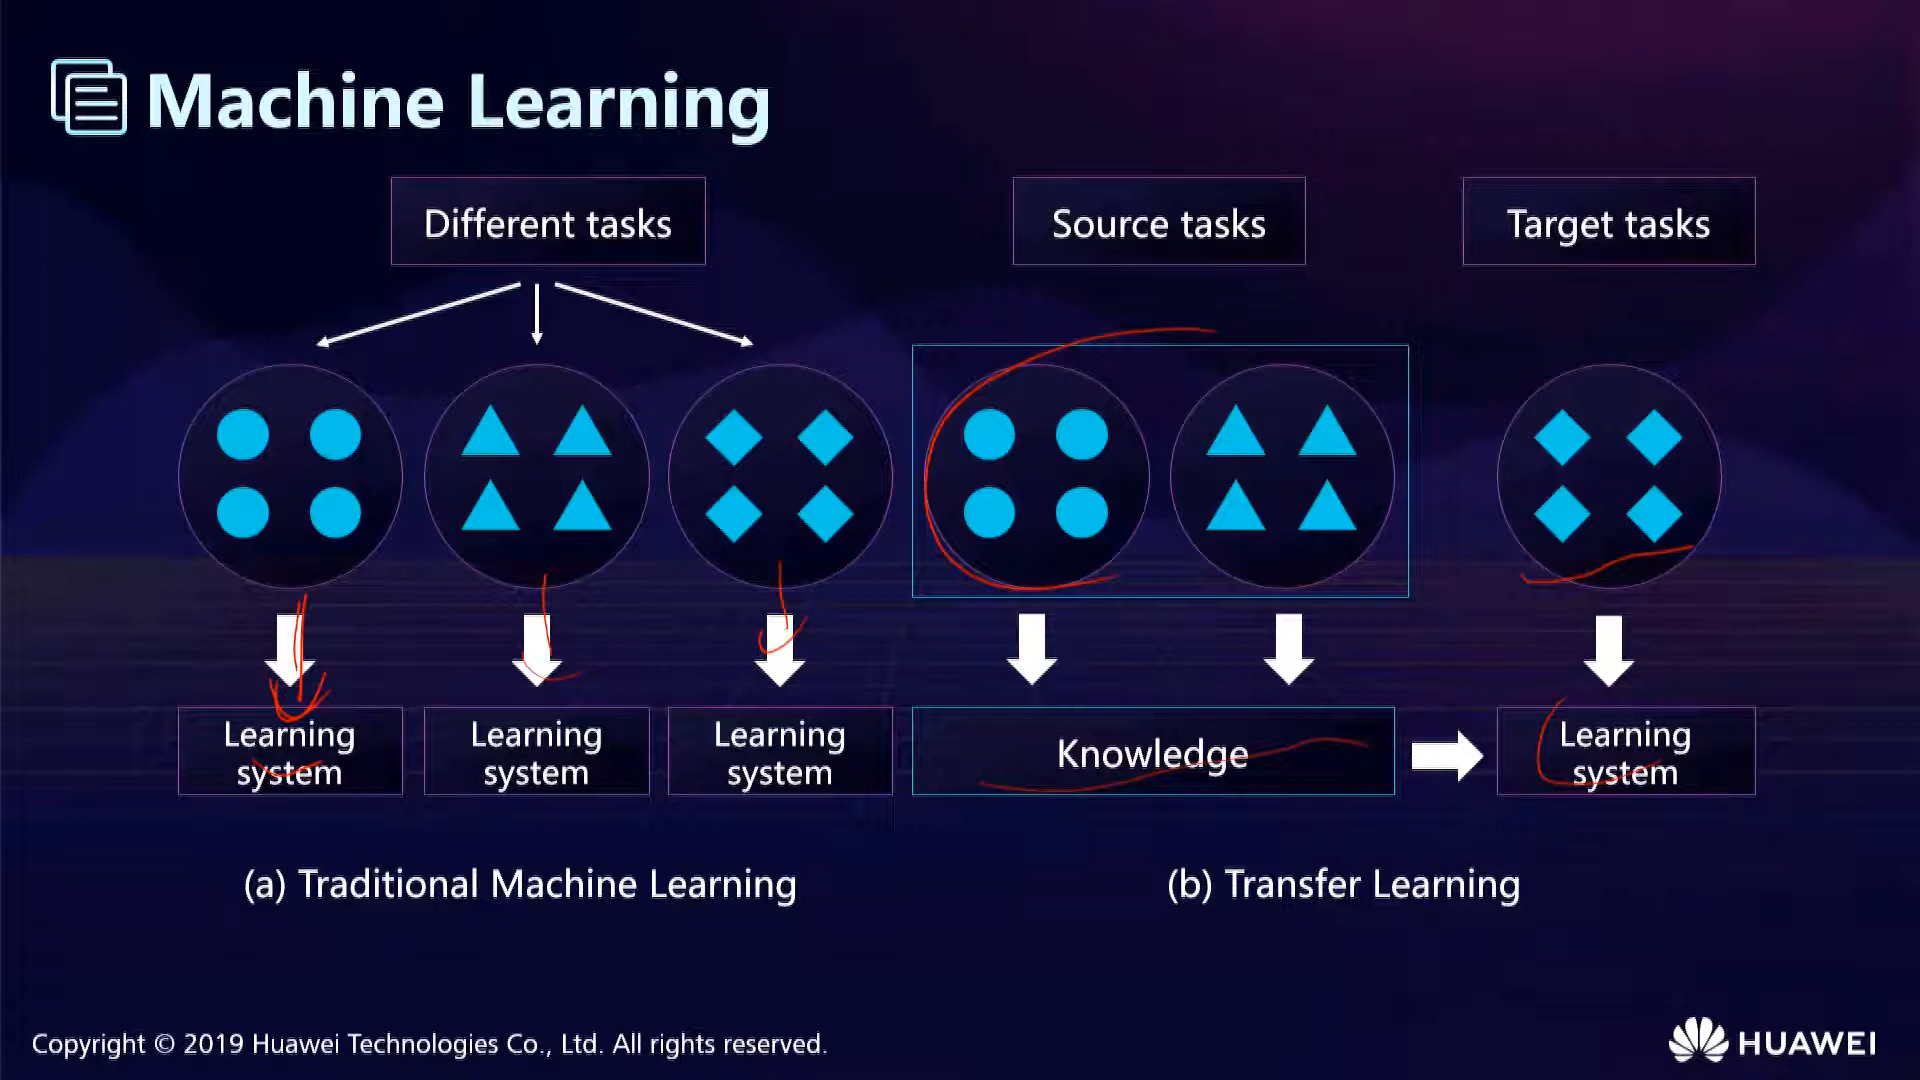 Machine Learning
Different tasks
Source tasks
Target tasks
Learning
system
Learning
system
Learning
system
Knowledge
Learning
system
(a) Traditional Machine Learning
(b) Transfer Learning
Copyright © 2019 Huawei Technologies Co., Ltd. All rights reserved.
HUAWEI